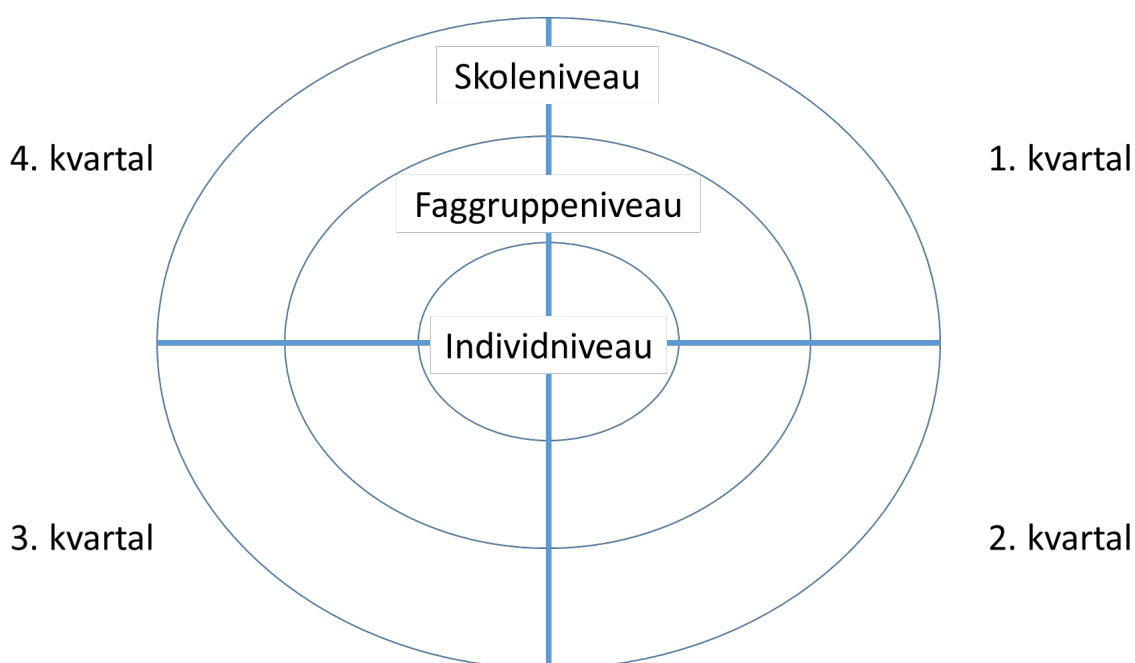 Skoleniveau
4. kvartal
1. kvartal
Faggruppeniveau
Individniveau
3. kvartal
2. kvartal